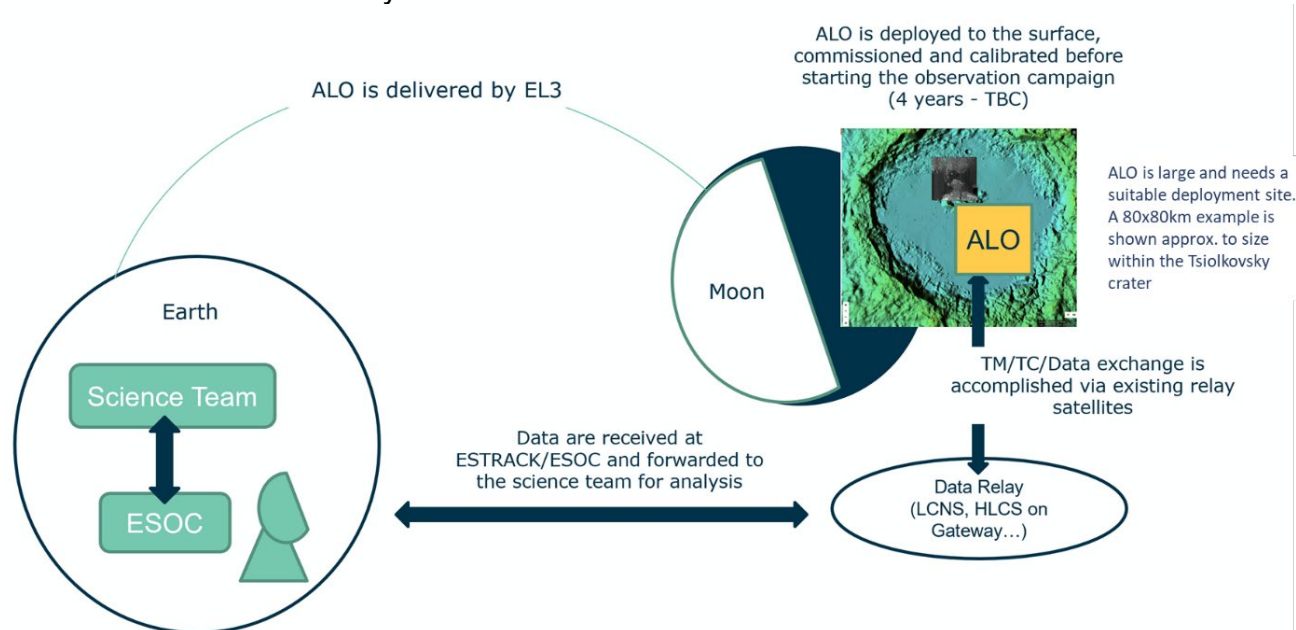 ALO is deployed to the surface,
commissioned and calibrated before
starting the observation campaign
(4 years - TBC)
ALO is delivered by EL3
ALO is large and needs a
suitable deployment site.
A 80x80km example is
shown approx. to size
within the Tsiolkovsky
crater
ALO
Moon
Earth
Science Team
ESOC
Data are received at
ESTRACK/ESOC and forwarded to
the science team for analysis
TM/TC/Data exchange is
accomplished via existing relay
satellites
Data Relay
(LCNS, HLCS on
Gateway...)